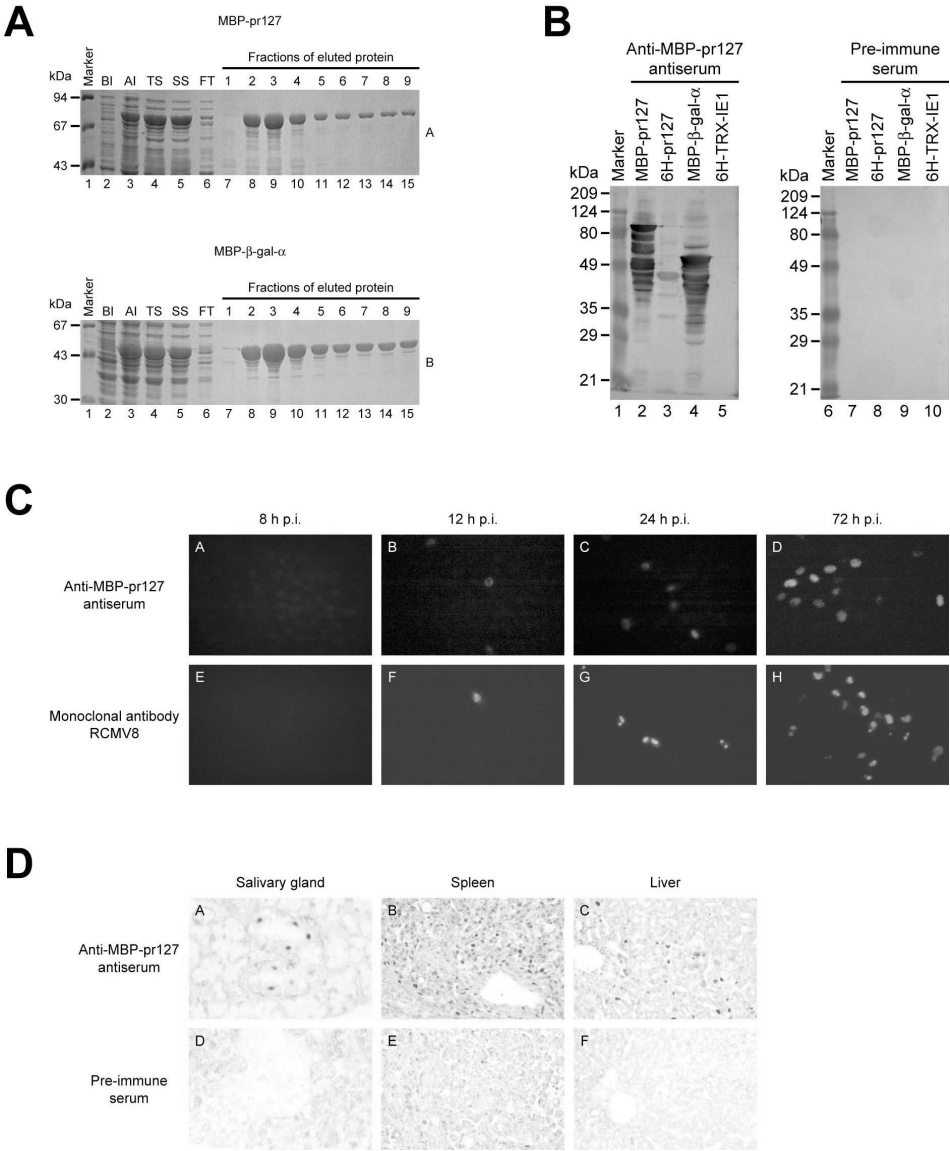 A
MBP-pr127
Fractions of eluted protein
kDa Marker BI AI TS SS FT 1 2 3 4 5 6 7 8 9
94
67
43
A
1 2 3 4 5 6 7 8 9 10 11 12 13 14 15
MBP-β-gal-α
Fractions of eluted protein
kDa Marker BI AI TS SS FT 1 2 3 4 5 6 7 8 9
67
43
30
B
1 2 3 4 5 6 7 8 9 10 11 12 13 14 15
B
Anti-MBP-pr127
antiserum
kDa Marker MBP-pr127 6H-pr127 MBP-β-gal-α 6H-TRX-IE1
209
124
80
49
35
29
21
1 2 3 4 5
Pre-immune
serum
kDa Marker MBP-pr127 6H-pr127 MBP-β-gal-α 6H-TRX-IE1
209
124
80
49
35
29
21
6 7 8 9 10
C
8 h p.i. 12 h p.i. 24 h p.i. 72 h p.i.
Anti-MBP-pr127
antiserum
A B C D
Monoclonal antibody
RCMV8
E F G H
D
Salivary gland Spleen Liver
Anti-MBP-pr127
antiserum
A B C
Pre-immune
serum
D E F